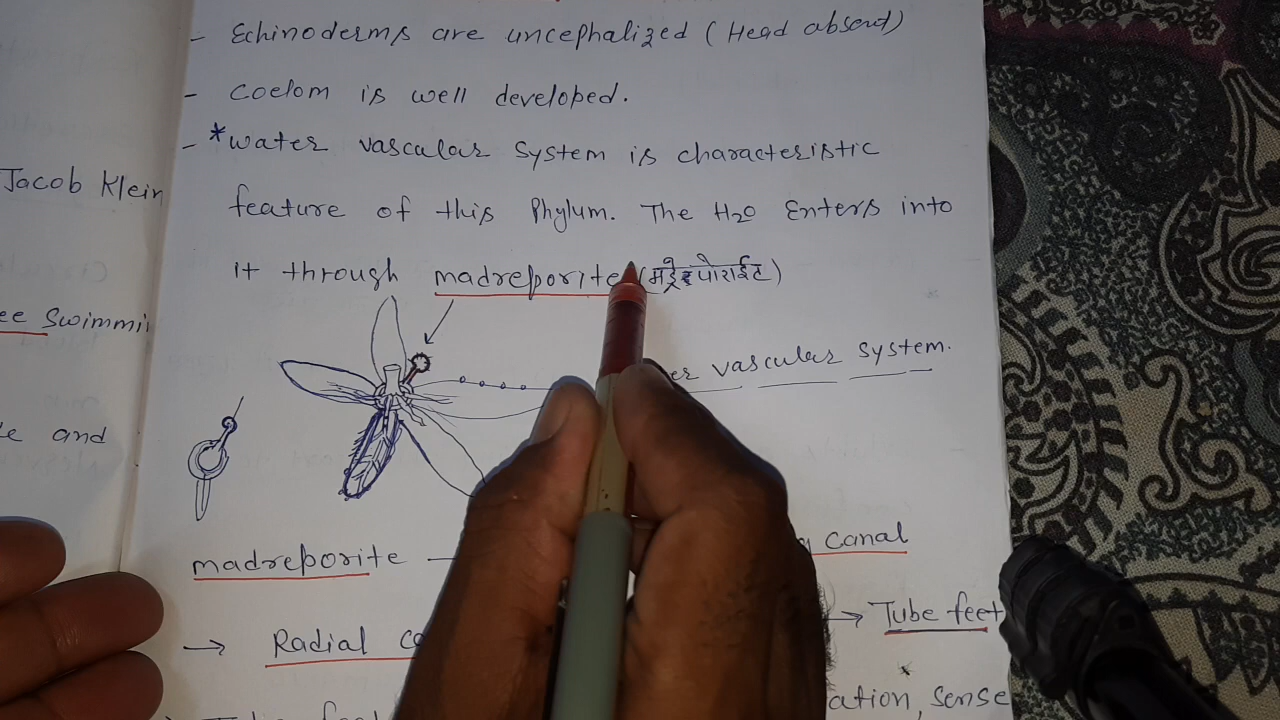 - Echinoderms are uncephalized (Head absent)
- Coelom is well developed.
- *water vascular system is characteristic
Jacob Klein
feature of this Phylum. The H2O Enters into
it through madreporite
ee Swimmi
vascular system.
e and
madreporite - canal
→ Radial → Tube feet
ation, sense